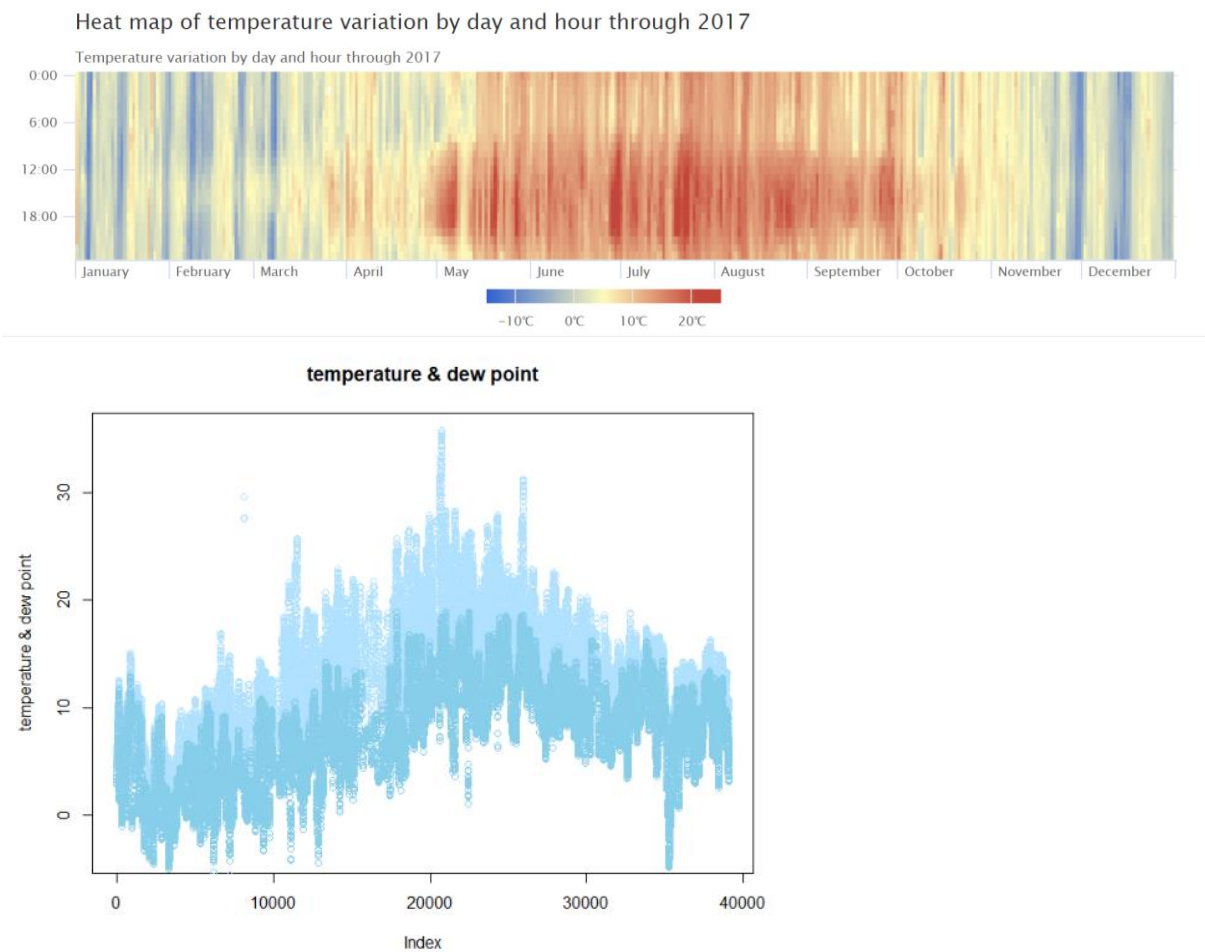 Heat map of temperature variation by day and hour through 2017
Temperature variation by day and hour through 2017
0:00
6:00
12:00
18:00
January February March April May June July August September October November December
−10°C 0°C 10°C 20°C
temperature & dew point
temperature & dew point
30
20
10
0
0 10000 20000 30000 40000
Index